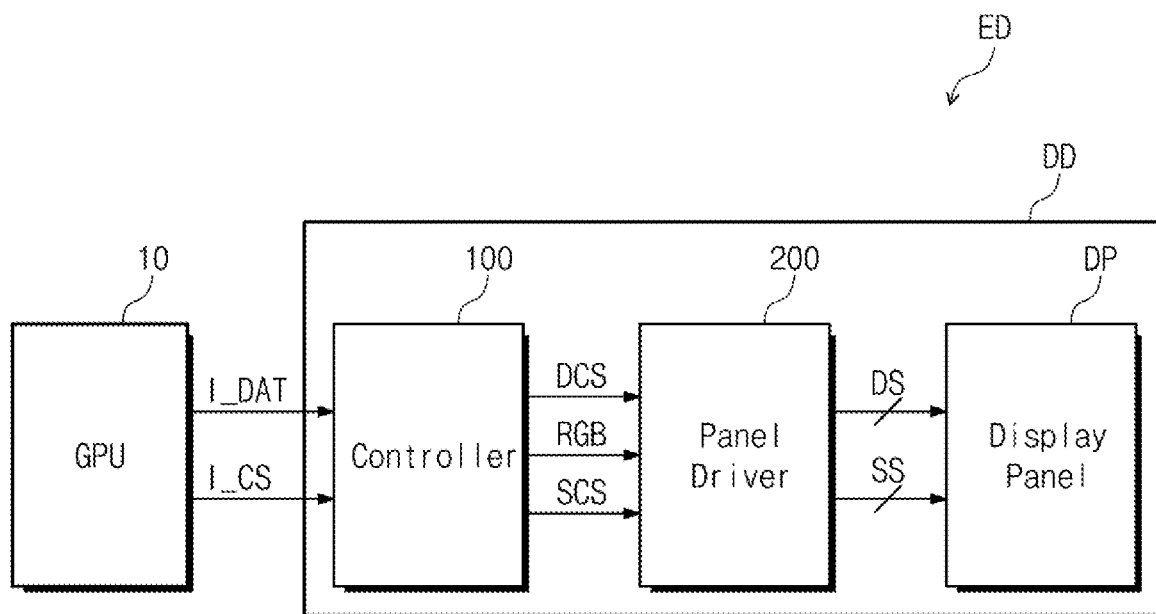 ED
DD
10
100
200
DP
GPU
I_DAT
I_CS
Controller
DCS
RGB
SCS
Panel
Driver
DS
SS
Display
Panel